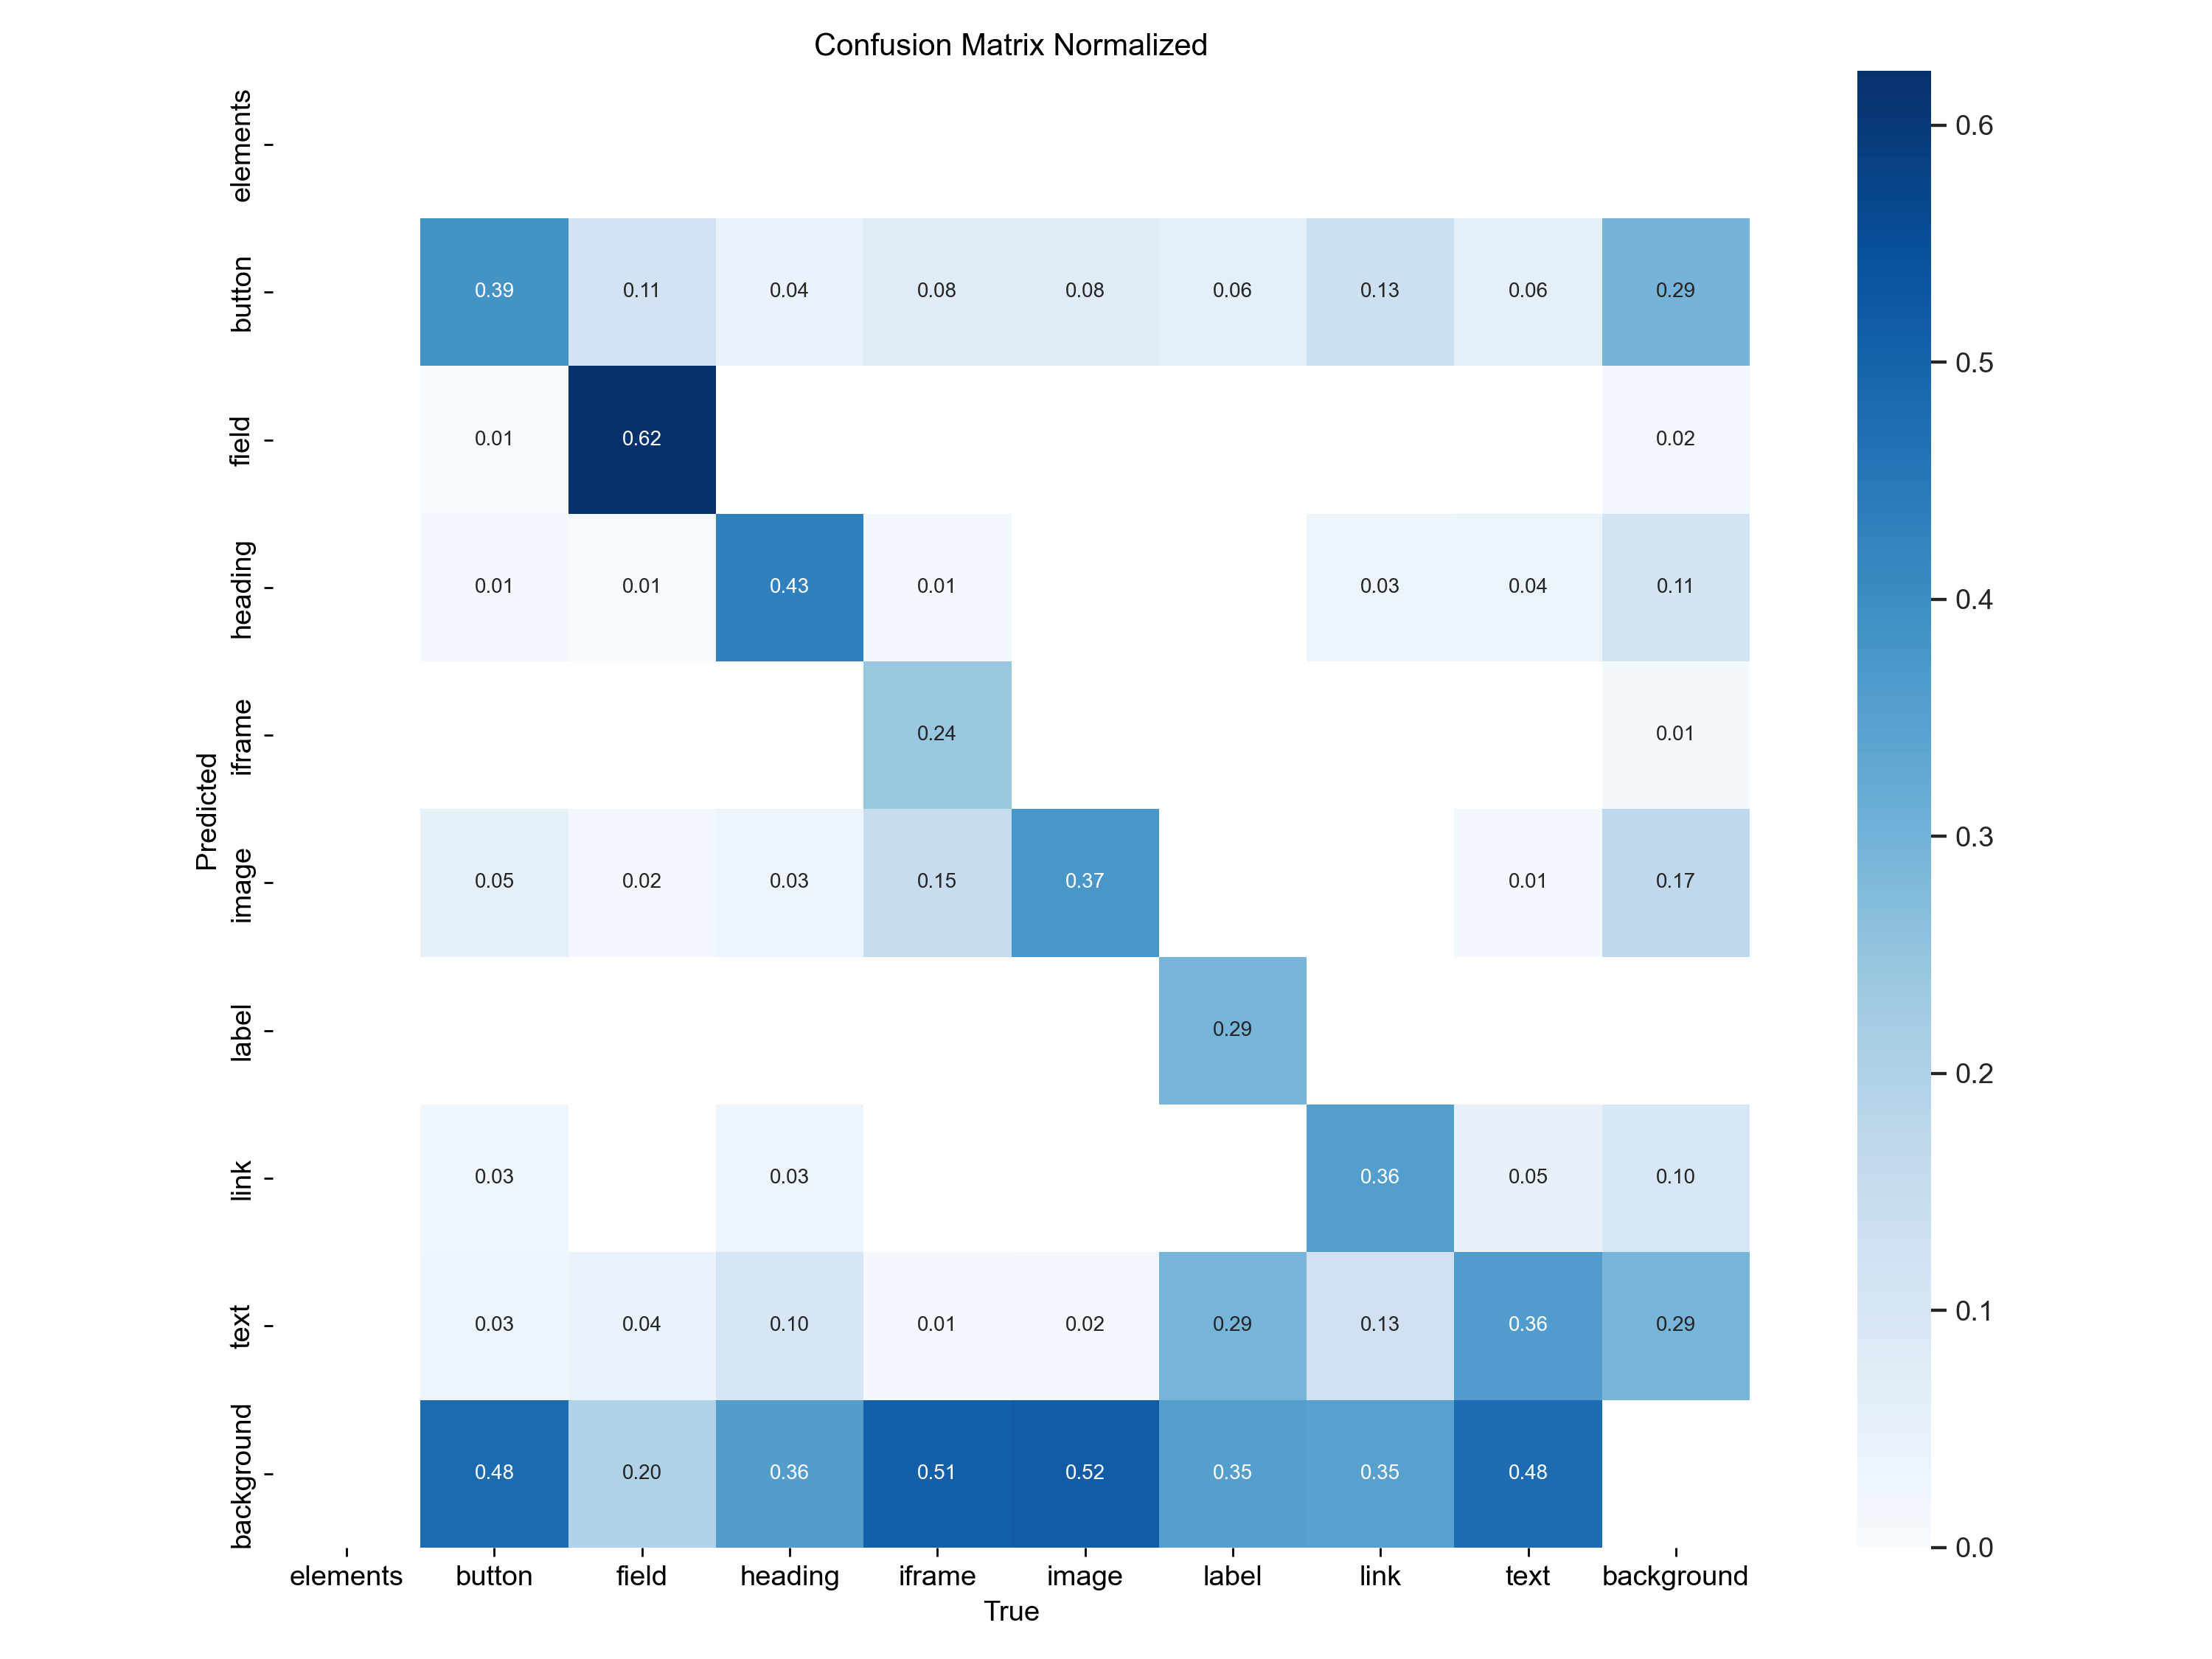 Confusion Matrix Normalized
elements
button 0.39 0.11 0.04 0.08 0.08 0.06 0.13 0.06 0.29
field 0.01 0.62 0.02
heading 0.01 0.01 0.43 0.01 0.03 0.04 0.11
iframe 0.24 0.01
image 0.05 0.02 0.03 0.15 0.37 0.01 0.17
label 0.29
link 0.03 0.03 0.36 0.05 0.10
text 0.03 0.04 0.10 0.01 0.02 0.29 0.13 0.36 0.29
background 0.48 0.20 0.36 0.51 0.52 0.35 0.35 0.48
Predicted
elements button field heading iframe image label link text background
True
0.6
0.5
0.4
0.3
0.2
0.1
0.0